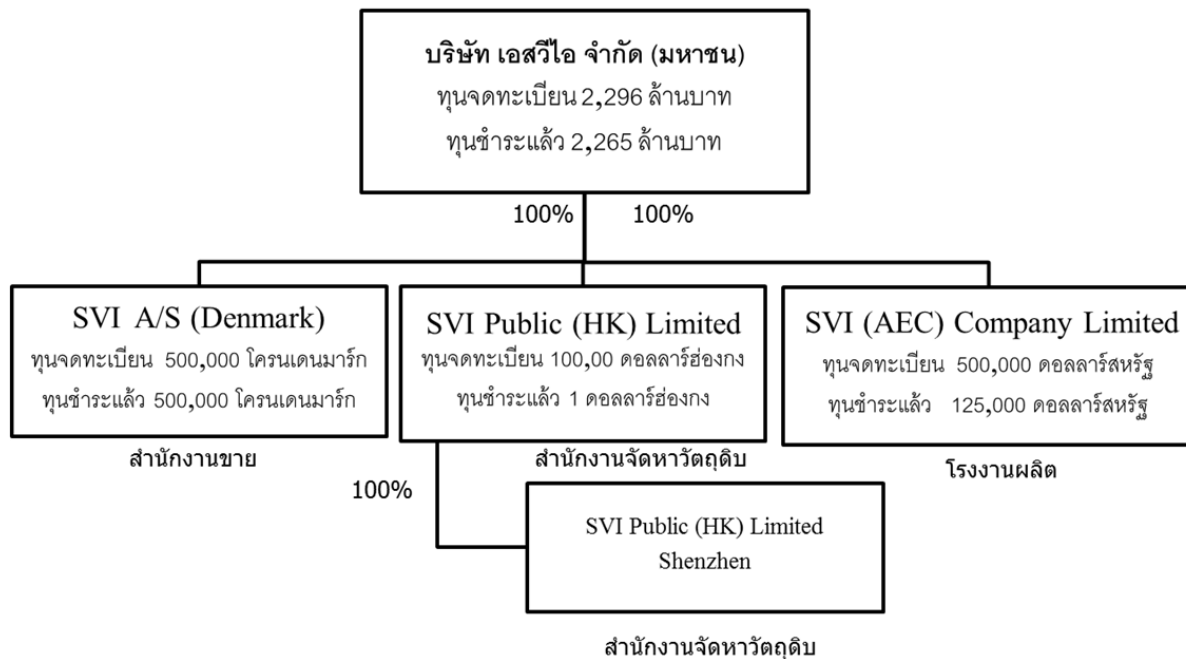 บริษัท เอสวีไอ จำกัด (มหาชน)
ทุนจดทะเบียน 2,296 ล้านบาท
ทุนชำระแล้ว 2,265 ล้านบาท
100% 100%
SVI A/S (Denmark)
ทุนจดทะเบียน 500,000 โครนเดนมาร์ก
ทุนชำระแล้ว 500,000 โครนเดนมาร์ก
สำนักงานขาย
SVI Public (HK) Limited
ทุนจดทะเบียน 100,00 ดอลลาร์ฮ่องกง
ทุนชำระแล้ว 1 ดอลลาร์ฮ่องกง
สำนักงานจัดหาวัตถุดิบ
SVI (AEC) Company Limited
ทุนจดทะเบียน 500,000 ดอลลาร์สหรัฐ
ทุนชำระแล้ว 125,000 ดอลลาร์สหรัฐ
โรงงานผลิต
100%
SVI Public (HK) Limited
Shenzhen
สำนักงานจัดหาวัตถุดิบ